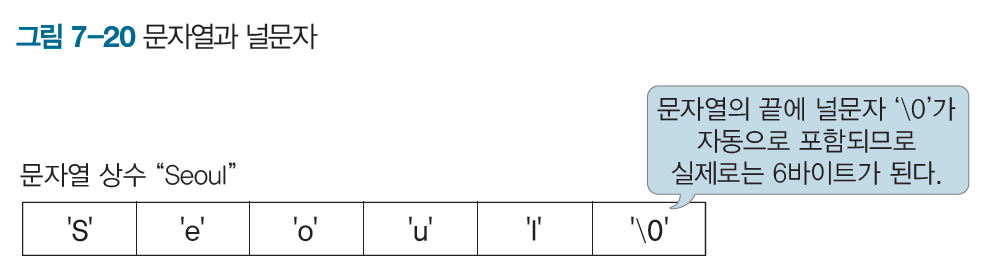 그림 7-20 문자열과 널문자
문자열의 끝에 널문자 ‘\0’가
자동으로 포함되므로
실제로는 6바이트가 된다.
문자열 상수 “Seoul”
'S' 'e' 'o' 'u' 'l' '\0'